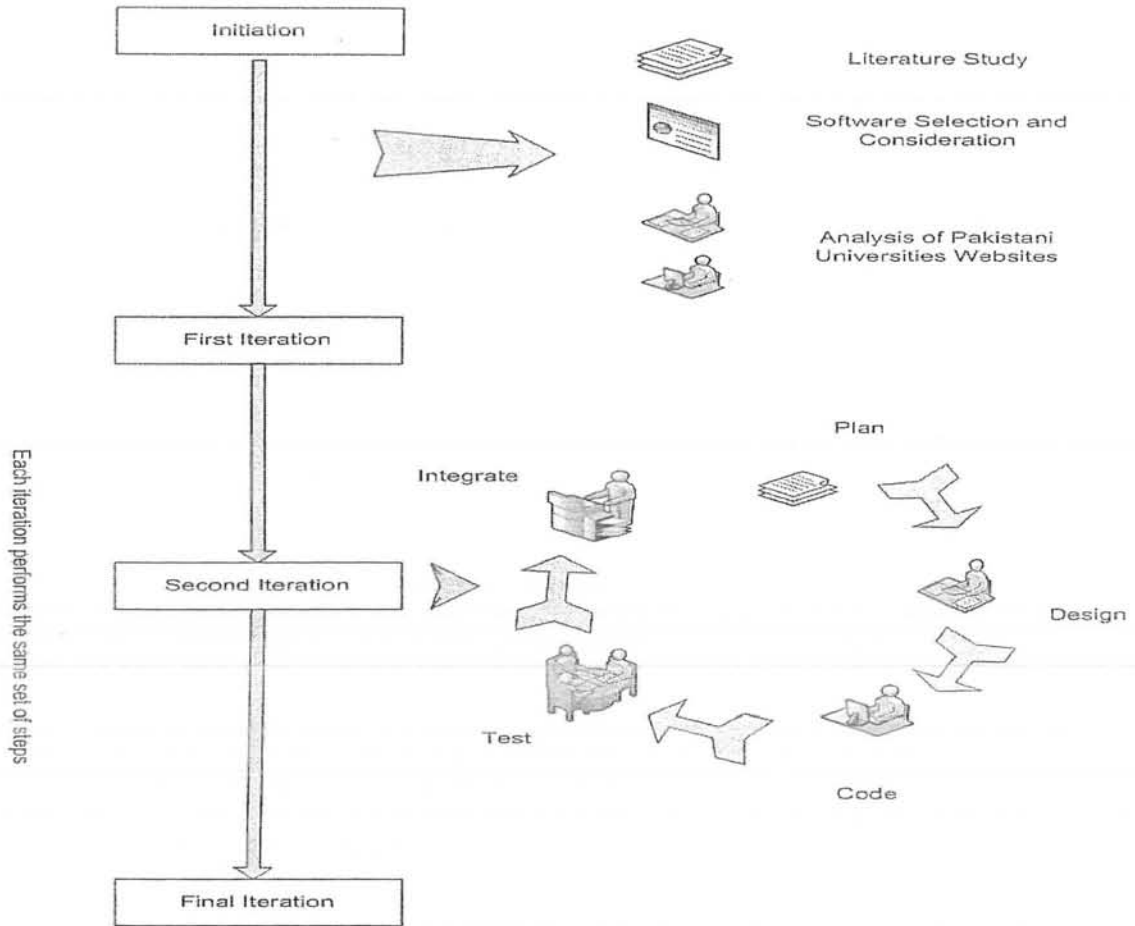 Initiation
Literature Study
Software Selection and
Consideration
Analysis of Pakistani
Universities Websites
First Iteration
Plan
Integrate
Each iteration performs the same set of steps
Second Iteration
Design
Test
Code
Final Iteration